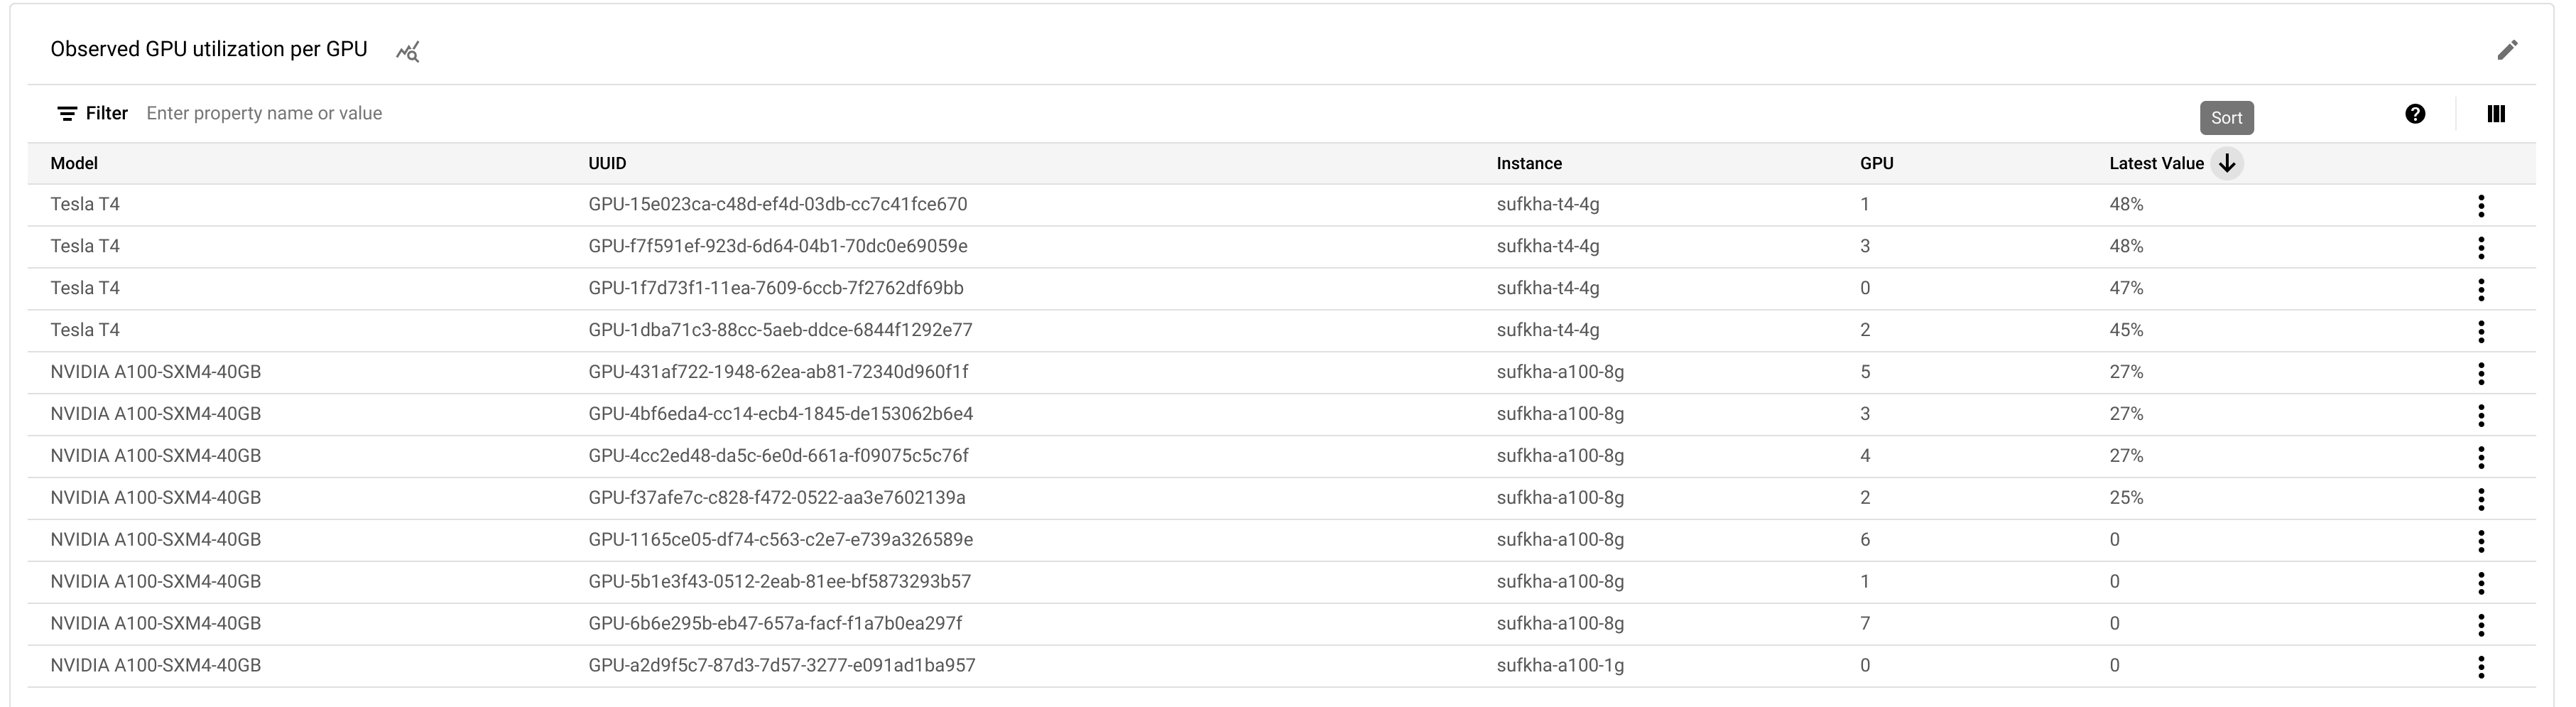 Observed GPU utilization per GPU
Filter Enter property name or value
Sort
Model UUID Instance GPU Latest Value
Tesla T4 GPU-15e023ca-c48d-ef4d-03db-cc7c41fce670 sufkha-t4-4g 1 48%
Tesla T4 GPU-f7f591ef-923d-6d64-04b1-70dc0e69059e sufkha-t4-4g 3 48%
Tesla T4 GPU-1f7d73f1-11ea-7609-6ccb-7f2762df69bb sufkha-t4-4g 0 47%
Tesla T4 GPU-1dba71c3-88cc-5aeb-ddce-6844f1292e77 sufkha-t4-4g 2 45%
NVIDIA A100-SXM4-40GB GPU-431af722-1948-62ea-ab81-72340d960f1f sufkha-a100-8g 5 27%
NVIDIA A100-SXM4-40GB GPU-4bf6eda4-cc14-ecb4-1845-de153062b6e4 sufkha-a100-8g 3 27%
NVIDIA A100-SXM4-40GB GPU-4cc2ed48-da5c-6e0d-661a-f09075c5c76f sufkha-a100-8g 4 27%
NVIDIA A100-SXM4-40GB GPU-f37afe7c-c828-f472-0522-aa3e7602139a sufkha-a100-8g 2 25%
NVIDIA A100-SXM4-40GB GPU-1165ce05-df74-c563-c2e7-e739a326589e sufkha-a100-8g 6 0
NVIDIA A100-SXM4-40GB GPU-5b1e3f43-0512-2eab-81ee-bf5873293b57 sufkha-a100-8g 1 0
NVIDIA A100-SXM4-40GB GPU-6b6e295b-eb47-657a-facf-f1a7b0ea297f sufkha-a100-8g 7 0
NVIDIA A100-SXM4-40GB GPU-a2d9f5c7-87d3-7d57-3277-e091ad1ba957 sufkha-a100-1g 0 0